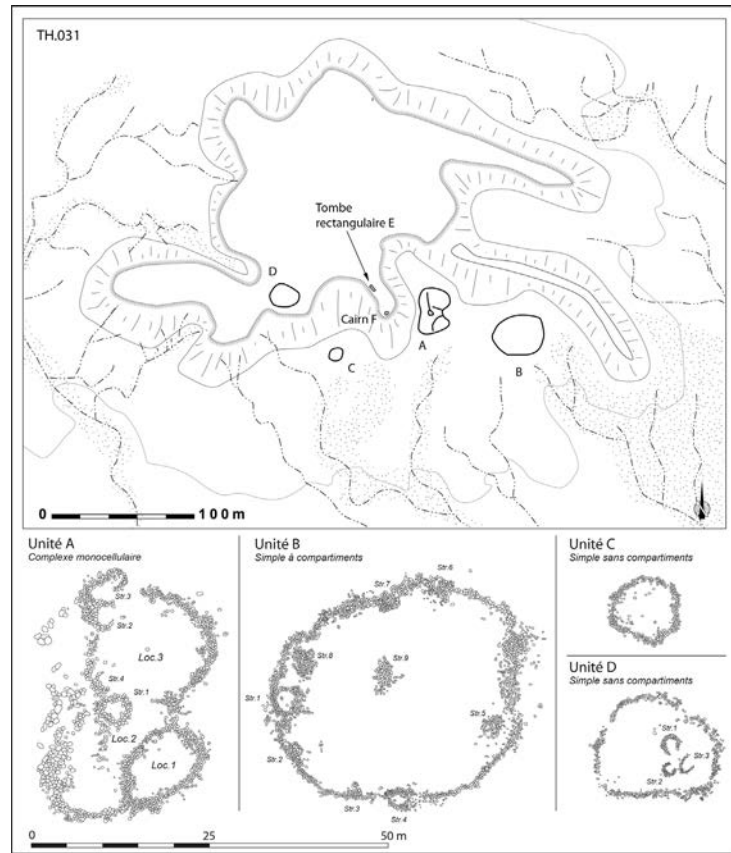 TH.031
Tombe
rectangulaire E
D
Cairn F
A
C
B
0 100m
Unité A
Complexe monocellulaire
Str.3
Str.2
Loc.3
Str.4
Str.1
Loc.2
Loc.1
Unité B
Simple à compartiments
Str.6
Str.7
Str.8
Str.9
Str.1
Str.5
Str.2
Str.3
Str.4
Unité C
Simple sans compartiments
Unité D
Simple sans compartiments
Str.1
Str.3
Str.2
0 25 50 m